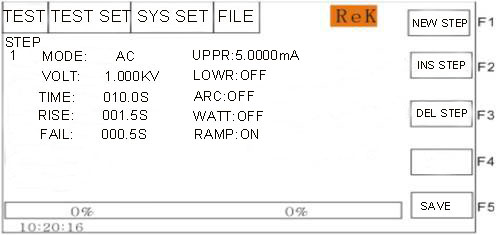 TEST TEST SET SYS SET FILE ReK
NEW STEP F1
STEP
1 MODE: AC UPPR:5.0000mA
VOLT: 1.000KV LOWR:OFF
INS STEP F2
TIME: 010.0S ARC:OFF
RISE: 001.5S WATT:OFF
DEL STEP F3
FAIL: 000.5S RAMP:ON
F4
SAVE F5
0% 0%
10:20:16